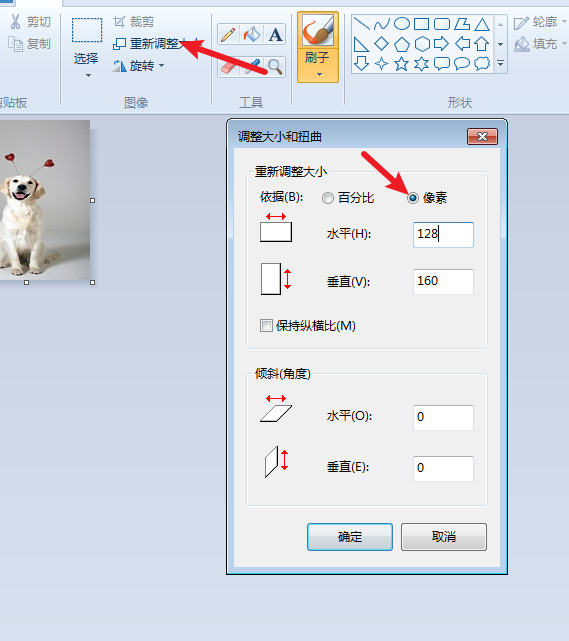 剪切
复制
选择
裁剪
重新调整大
旋转
刷子
轮廓
填充
图像
工具
形状
调整大小和扭曲
重新调整大小
依据(B):
百分比
像素
水平(H):
128
垂直(V):
160
保持纵横比(M)
倾斜(角度)
水平(O):
0
垂直(E):
0
确定
取消